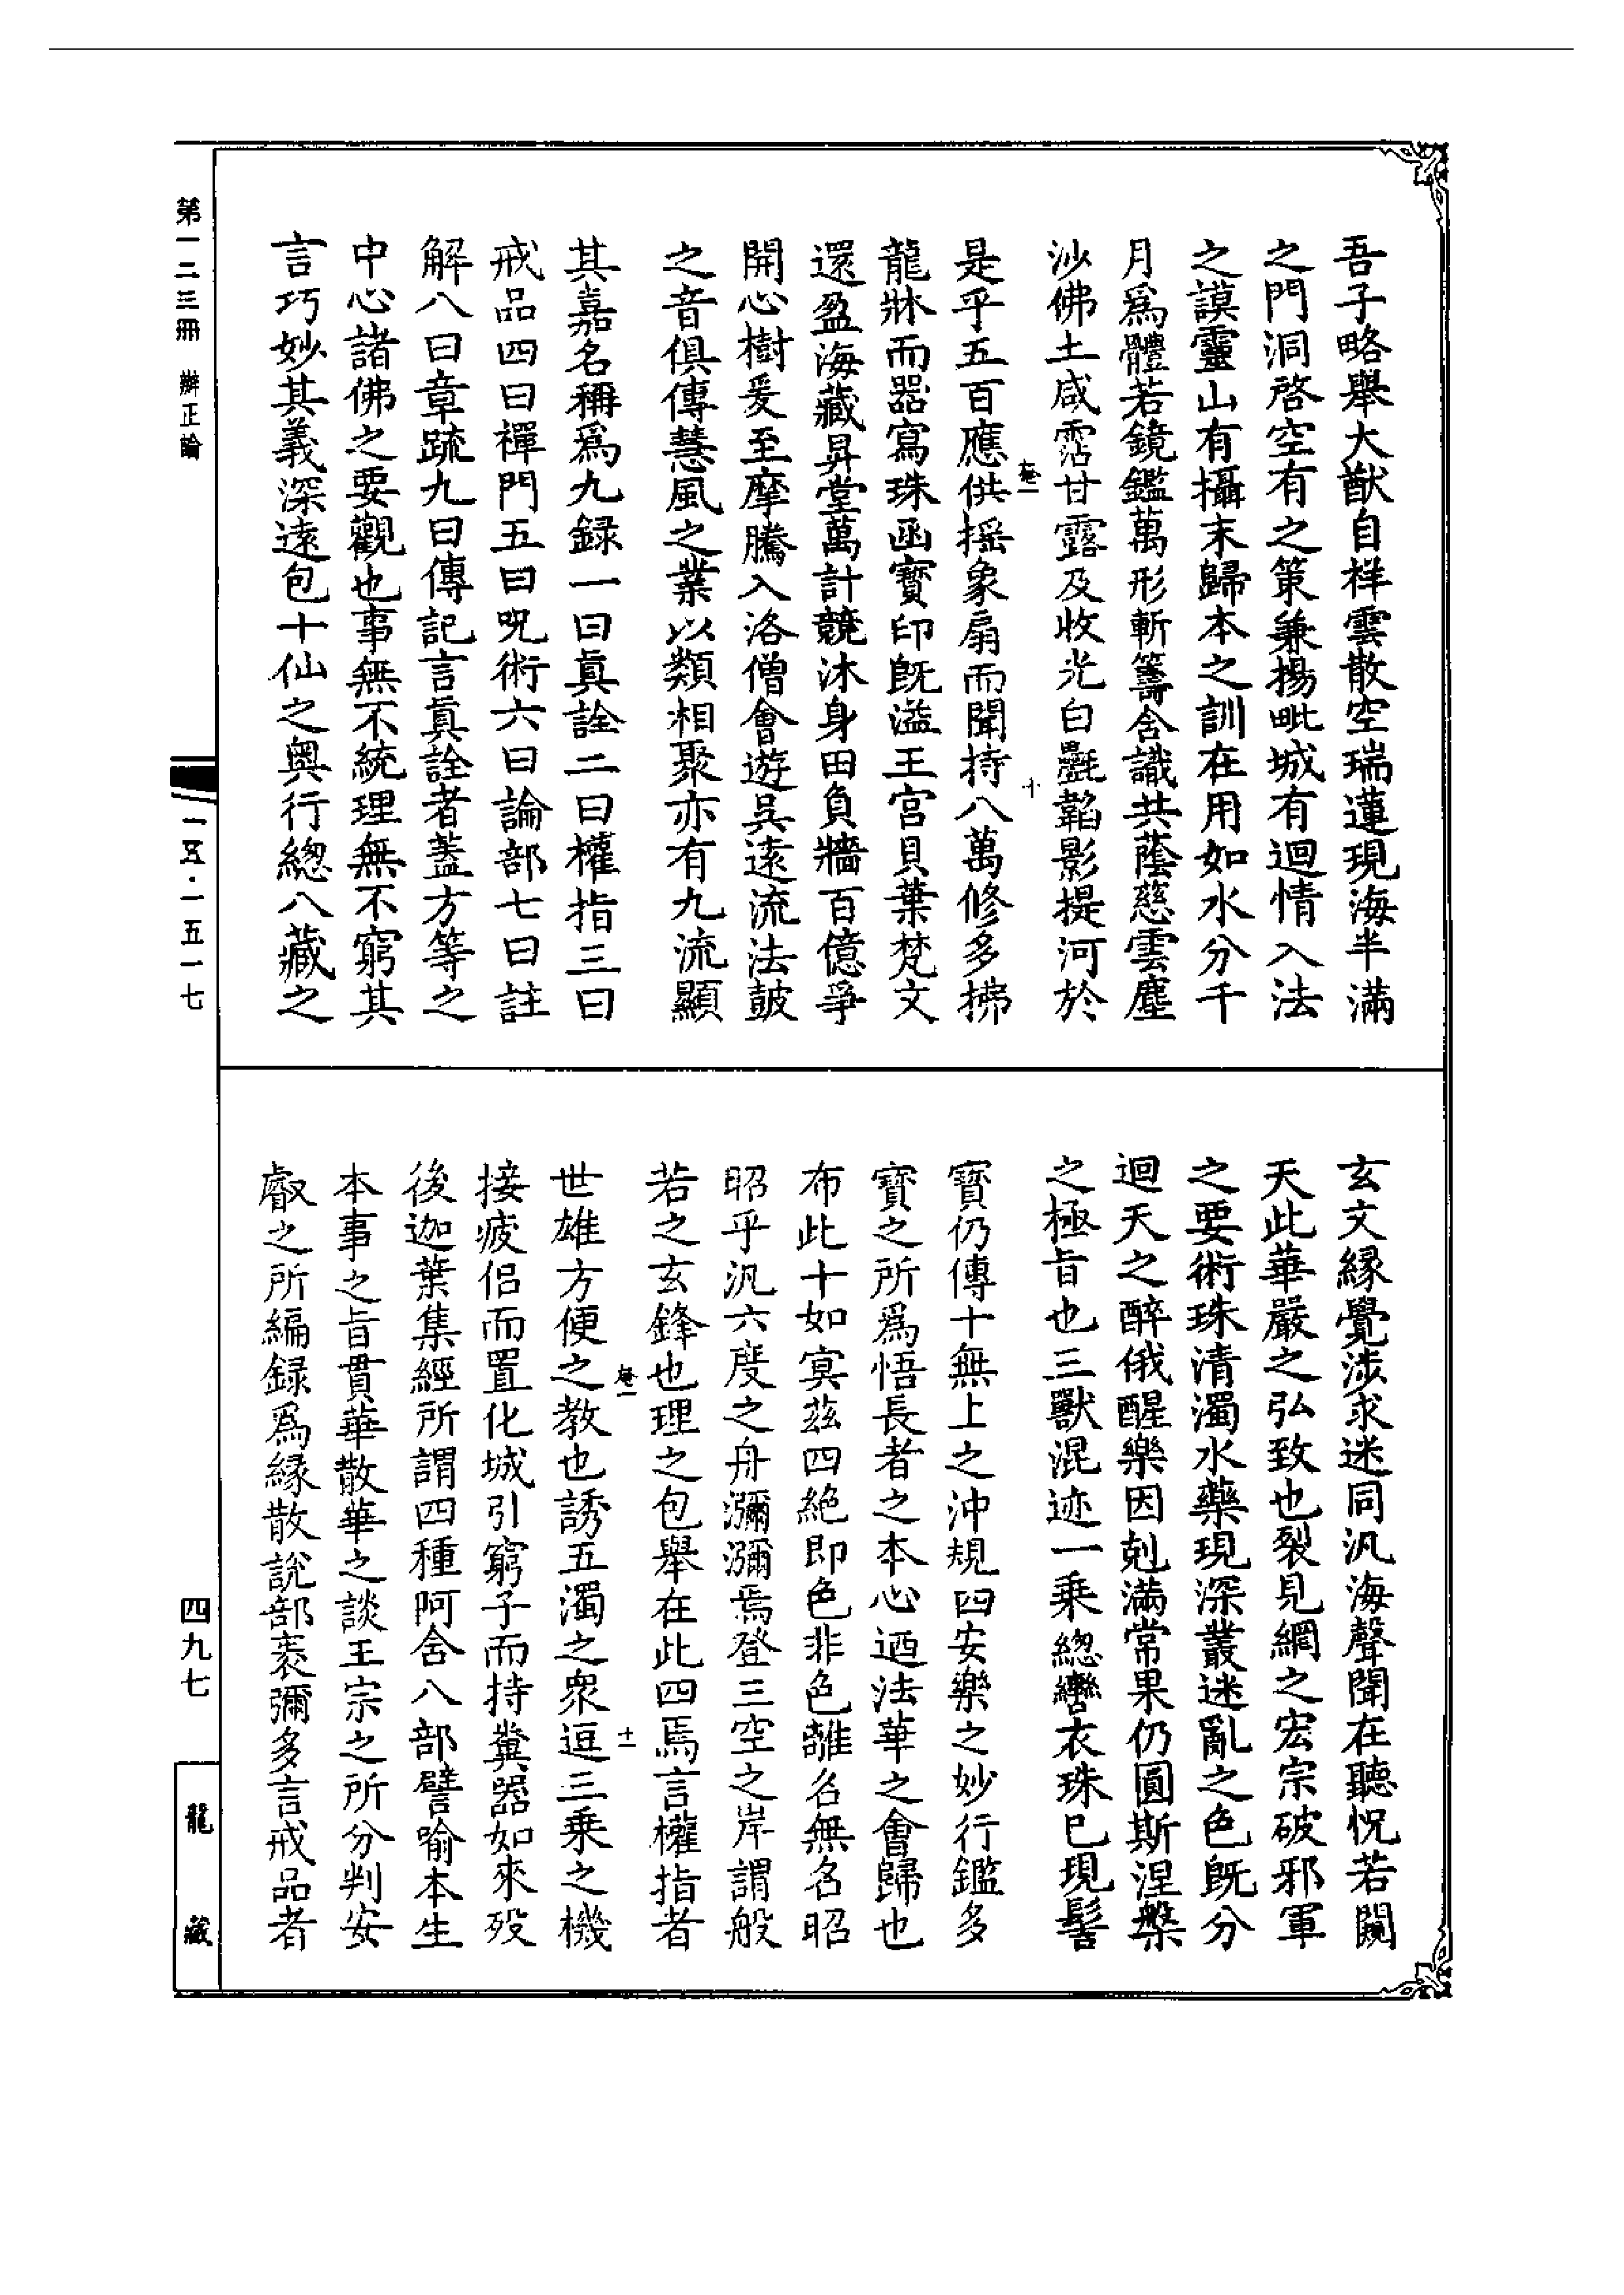 吾子略舉大猷自祥雲散空瑞蓮現海半滿
之門洞啓空有之策兼揚毗城有迴情入法
之謨靈山有攝末歸本之訓在用如水分千
月爲體若鏡鑑萬形斬籌含識共蔭慈雲塵
沙佛土咸霑甘露及收光白㲲韜影提河於
是乎五百應供摇象扇而聞持八萬修多拂
龍牀而器寫珠函寶印旣溢王宮貝葉梵文
還盈海藏昇堂萬計競沐身田負牆百億爭
開心樹爰至摩騰入洛僧會遊吳遠流法鼓
之音俱傳慧風之業以類相聚亦有九流顯
其嘉名稱爲九録一曰眞詮二曰權指三曰
戒品四曰禪門五曰呪術六曰論部七曰註
解八曰章疏九曰傳記言眞詮者蓋方等之
中心諸佛之要觀也事無不統理無不窮其
言巧妙其義深遠包十仙之奥行總八藏之
卷一
十
玄文緣覺涉求迷同汎海聲聞在聽怳若闚
天此華嚴之弘致也裂見網之宏宗破邪軍
之要術珠清濁水藥現深叢迷亂之色旣分
迴天之醉俄醒樂因剋滿常果仍圓斯涅槃
之極旨也三獸混迹一乘總轡衣珠已現髻
寶仍傳十無上之沖規四安樂之妙行鑑多
寶之所爲悟長者之本心迺法華之會歸也
布此十如寘茲四絶即色非色離名無名昭
昭乎汎六度之舟瀰瀰焉登三空之岸謂般
若之玄鋒也理之包舉在此四焉言權指者
世雄方便之教也誘五濁之衆逗三乘之機
接疲侣而置化城引窮子而持糞器如來殁
後迦葉集經所謂四種阿含八部譬喻本生
本事之旨貫華散華之談王宗之所分判安
叡之所編録爲緣散說部袠彌多言戒品者
卷一
十一
第一二三冊 辯正論
一五·一五一七
四九七
龍藏